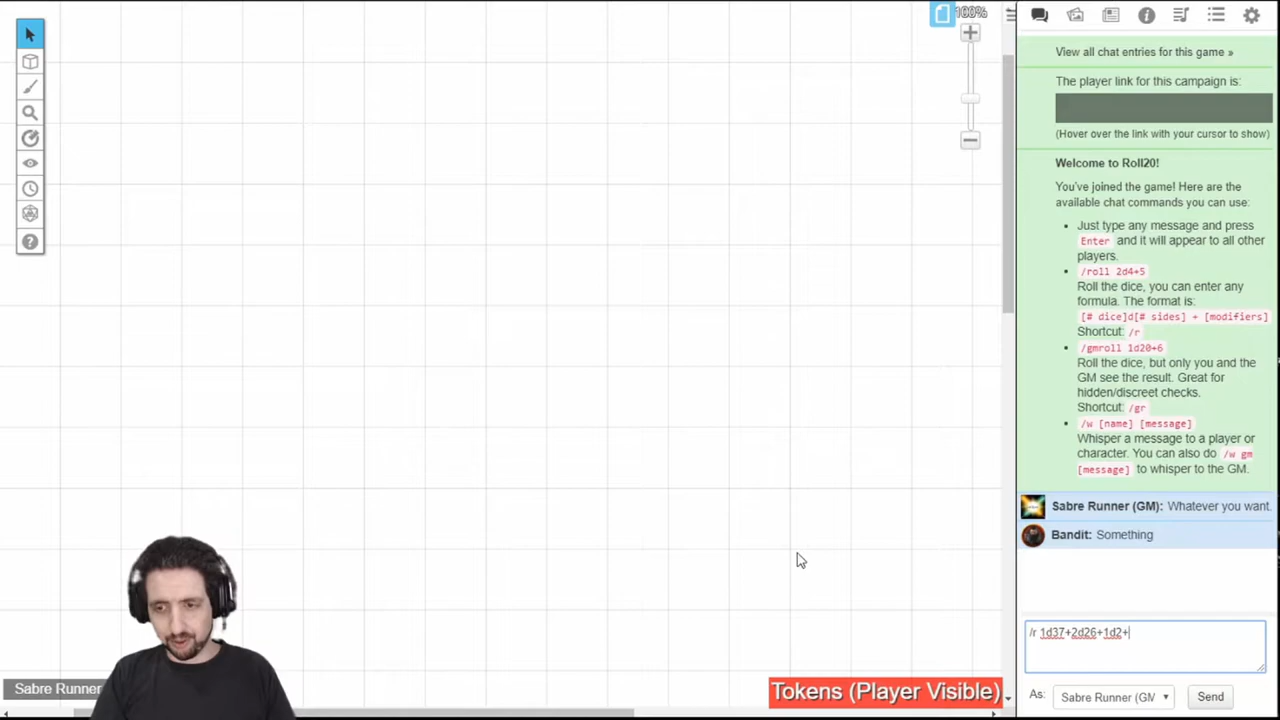 100%
View all chat entries for this game »
The player link for this campaign is:
(Hover over the link with your cursor to show)
Welcome to Roll20!
You've joined the game! Here are the
available chat commands you can use:
Just type any message and press
Enter and it will appear to all other
players.
/roll 2d4+5
Roll the dice, you can enter any
formula. The format is:
[# dice]d[# sides] + [modifiers]
Shortcut: /r
/gmroll 1d20+6
Roll the dice, but only you and the
GM see the result. Great for
hidden/discreet checks.
Shortcut: /gr
/w [name] [message]
Whisper a message to a player or
character. You can also do /w gm
[message] to whisper to the GM.
Sabre Runner (GM): Whatever you want.
Bandit: Something
/r 1d37+2d26+1d2+
As: Sabre Runner (GM Send
Sabre Runner
Tokens (Player Visible)